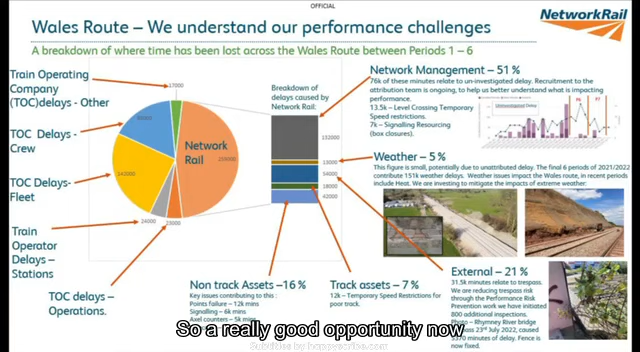 OFFICIAL
Wales Route – We understand our performance challenges
NetworkRail
A breakdown of where time has been lost across the Wales Route between Periods 1 – 6
Train Operating
Company
(TOC)delays - Other
TOC Delays -
Crew
TOC Delays-
Fleet
Train
Operator
Delays –
Stations
TOC delays –
Operations.
17000
142000
24000
Network
Rail
Breakdown of
delays caused by
Network Rail.
132000
13000
54000
18000
42000
Network Management – 51 %
76k of these minutes relate to un-investigated delay. Recruitment to the
attribution team is ongoing, to help us better understand what is impacting
performance.
13.5k – Level Crossing Temporary
Speed restrictions.
7k – Signalling Resourcing
(box closures).
Uninvestigated Delay
Weather – 5 %
This figure is small, potentially due to unattributed delay. The final 6 periods of 2021/2022
contribute 151k weather delays. Weather issues impact the Wales route, in recent periods
include Heat. We are investing to mitigate the impacts of extreme weather:
Non track Assets –16 %
Key issues contributing to this :
Points failure – 12k mins
Signalling – 6k mins
Axel counters – 5k mins
Track assets – 7 %
12k – Temporary Speed Restrictions for
poor track.
External – 21 %
31.5k minutes relate to trespass.
We are reducing trespass risk
through the Performance Risk
Prevention work we have initiated
800 additional inspections.
Photo – Rhymney River bridge
23rd July 2022, caused
5370 minutes of delay. Fence is
now fixed.
So a really good opportunity now
Subtitles by happyscribe.com